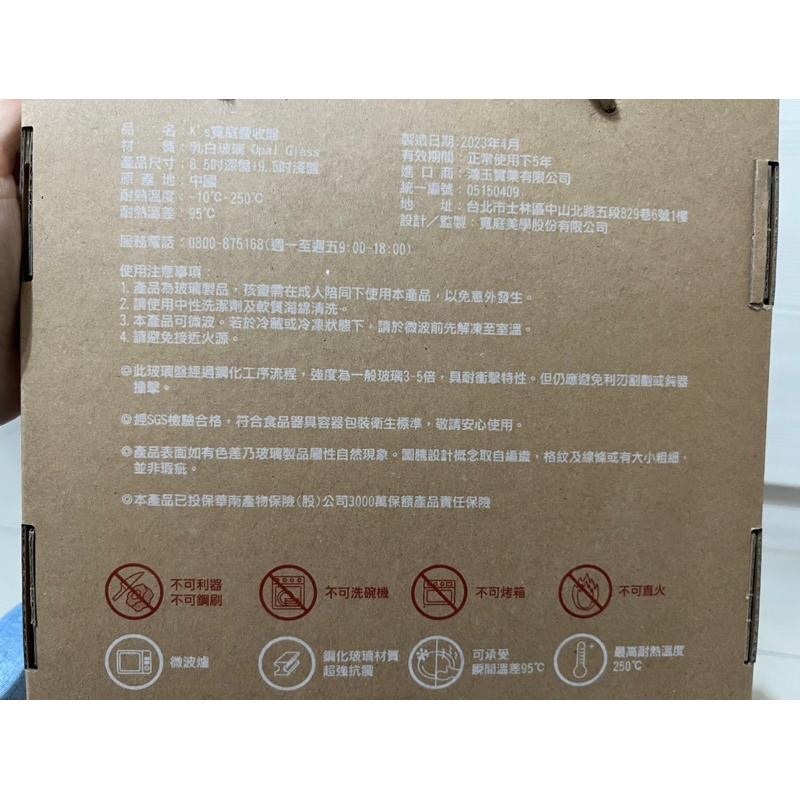 品 名：K's寬庭疊收盤
材 質：乳白玻璃 Opal Glass
產品尺寸：8.5吋深盤+9.5吋淺盤
原 產 地：中國
耐熱溫度：-10℃-250℃
耐熱溫差：95℃
服務電話：0800-875168(週一至週五9:00-18:00)
製造日期:2023年4月
有效期間：正常使用下5年
進 口 商：鴻玉實業有限公司
統一編號：05150409
地 址：台北市士林區中山北路五段829巷6號1樓
設計／監製：寬庭美學股份有限公司
使用注意事項：
1. 產品為玻璃製品，孩童需在成人陪同下使用本產品，以免意外發生。
2. 請使用中性洗潔劑及軟質海綿清洗。
3. 本產品可微波。若於冷藏或冷凍狀態下，請於微波前先解凍至室溫。
4. 請避免接近火源。
◎此玻璃盤經過鋼化工序流程，強度為一般玻璃3-5倍，具耐衝擊特性。但仍應避免利刃割劃或鈍器
撞擊。
◎經SGS檢驗合格，符合食品器具容器包裝衛生標準，敬請安心使用。
◎產品表面如有色差乃玻璃製品屬性自然現象。圖騰設計概念取自編織，格紋及線條或有大小粗細，
並非瑕疵。
◎本產品已投保華南產物保險(股)公司3000萬保額產品責任保險
不可利器
不可鋼刷
不可洗碗機
不可烤箱
不可直火
微波爐
鋼化玻璃材質
超強抗震
可承受
瞬間溫差95℃
最高耐熱溫度
250℃